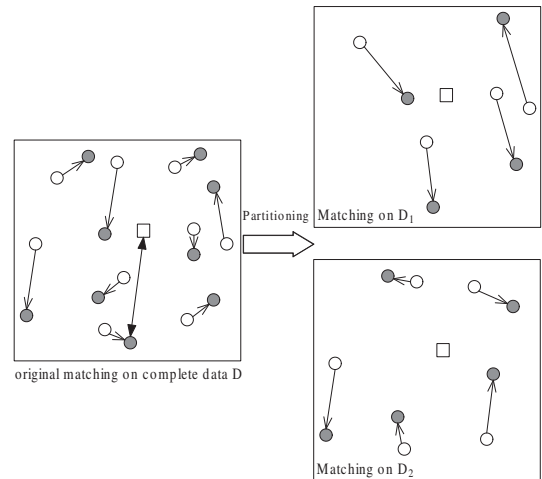 Partitioning
original matching on complete data D
Matching on D₁
Matching on D₂